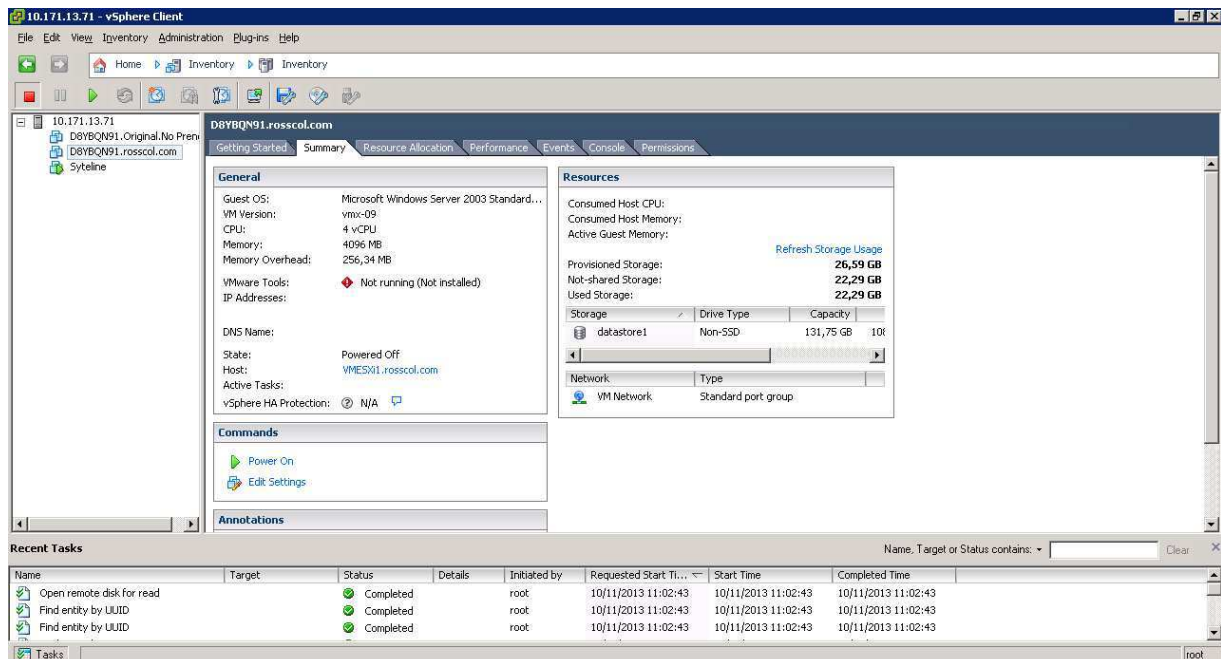 10.171.13.71 - vSphere Client
File Edit View Inventory Administration Plug-ins Help
Home Inventory Inventory
10.171.13.71
D8YBQN91.Original.No Pren
D8YBQN91.rosscol.com
Syteline
D8YBQN91.rosscol.com
Getting Started Summary Resource Allocation Performance Events Console Permissions
General
Guest OS: Microsoft Windows Server 2003 Standard...
VM Version: vmx-09
CPU: 4 vCPU
Memory: 4096 MB
Memory Overhead: 256,34 MB
VMware Tools: Not running (Not installed)
IP Addresses:
DNS Name:
State: Powered Off
Host: VMESXi1.rosscol.com
Active Tasks:
vSphere HA Protection: N/A
Commands
Power On
Edit Settings
Annotations
Resources
Consumed Host CPU:
Consumed Host Memory:
Active Guest Memory:
Refresh Storage Usage
Provisioned Storage: 26,59 GB
Not-shared Storage: 22,29 GB
Used Storage: 22,29 GB
Storage Drive Type Capacity
datastore1 Non-SSD 131,75 GB
Network Type
VM Network Standard port group
Recent Tasks Name, Target or Status contains: Clear
Name Target Status Details Initiated by Requested Start Ti... Start Time Completed Time
Open remote disk for read Completed root 10/11/2013 11:02:43 10/11/2013 11:02:43 10/11/2013 11:02:43
Find entity by UUID Completed root 10/11/2013 11:02:43 10/11/2013 11:02:43 10/11/2013 11:02:43
Find entity by UUID Completed root 10/11/2013 11:02:43 10/11/2013 11:02:43 10/11/2013 11:02:43
Tasks root